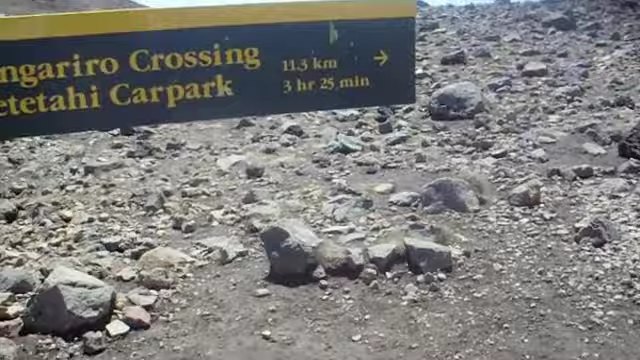 ngariro Crossing
etetahi Carpark
11.3 km →
3 hr 25 min